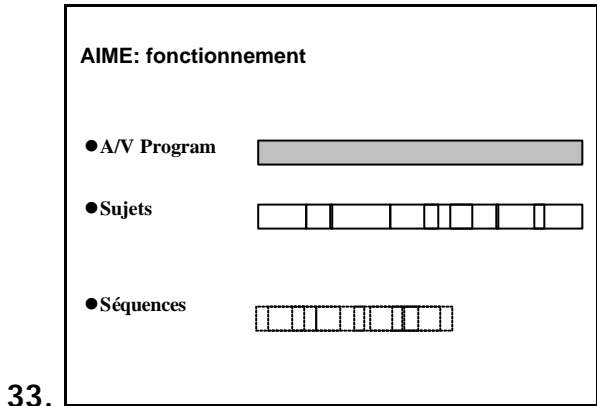 AIME: fonctionnement
●A/V Program
●Sujets
●Séquences
33.